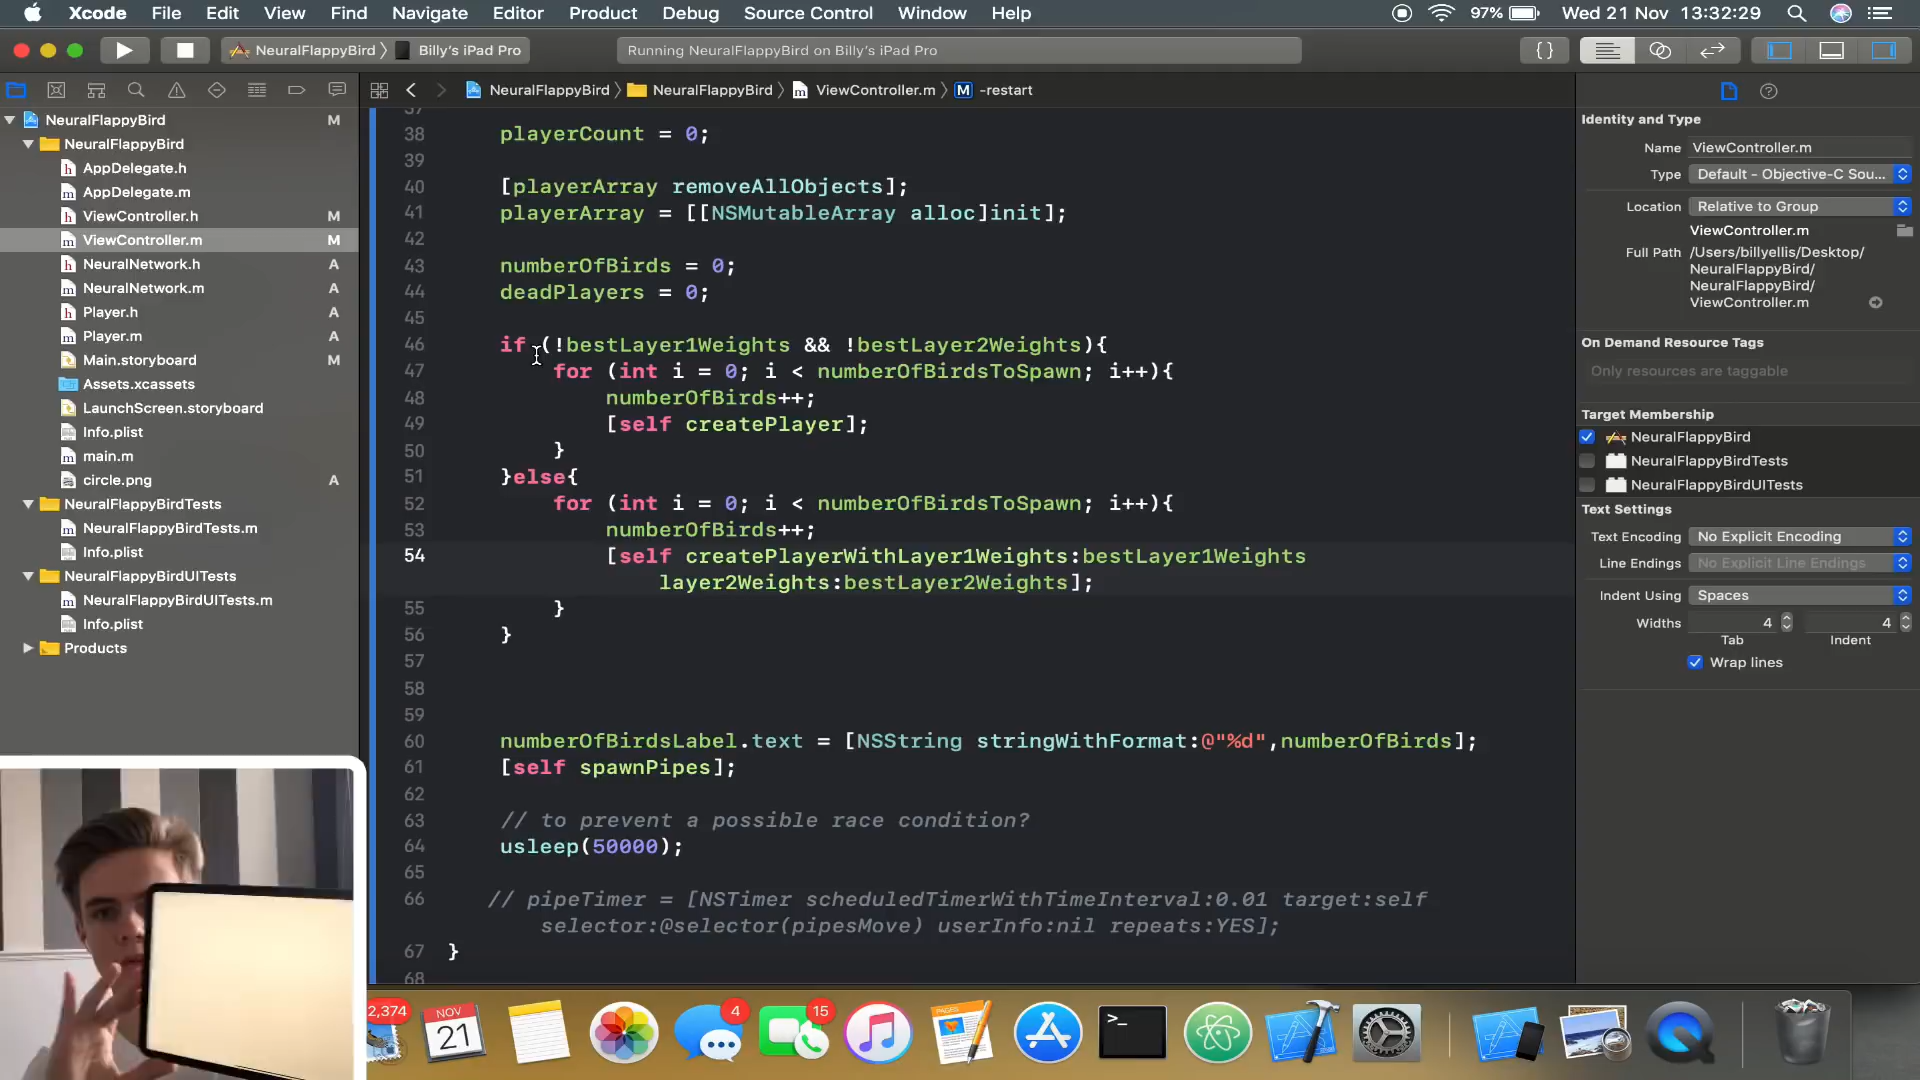 Xcode File Edit View Find Navigate Editor Product Debug Source Control Window Help 97% Wed 21 Nov 13:32:29
NeuralFlappyBird Billy's iPad Pro Running NeuralFlappyBird on Billy's iPad Pro
NeuralFlappyBird NeuralFlappyBird ViewController.m M -restart
NeuralFlappyBird M
NeuralFlappyBird
h AppDelegate.h
m AppDelegate.m
h ViewController.h M
m ViewController.m M
h NeuralNetwork.h A
m NeuralNetwork.m A
h Player.h A
m Player.m A
Main.storyboard M
Assets.xcassets
LaunchScreen.storyboard
Info.plist
m main.m
circle.png A
NeuralFlappyBirdTests
m NeuralFlappyBirdTests.m
Info.plist
NeuralFlappyBirdUITests
m NeuralFlappyBirdUITests.m
Info.plist
Products
37
38 playerCount = 0;
39
40 [playerArray removeAllObjects];
41 playerArray = [[NSMutableArray alloc]init];
42
43 numberOfBirds = 0;
44 deadPlayers = 0;
45
46 if (!bestLayer1Weights && !bestLayer2Weights){
47 for (int i = 0; i < numberOfBirdsToSpawn; i++){
48 numberOfBirds++;
49 [self createPlayer];
50 }
51 }else{
52 for (int i = 0; i < numberOfBirdsToSpawn; i++){
53 numberOfBirds++;
54 [self createPlayerWithLayer1Weights:bestLayer1Weights
layer2Weights:bestLayer2Weights];
55 }
56 }
57
58
59
60 numberOfBirdsLabel.text = [NSString stringWithFormat:@"%d",numberOfBirds];
61 [self spawnPipes];
62
63 // to prevent a possible race condition?
64 usleep(50000);
65
66 // pipeTimer = [NSTimer scheduledTimerWithTimeInterval:0.01 target:self
selector:@selector(pipesMove) userInfo:nil repeats:YES];
67 }
68
Identity and Type
Name ViewController.m
Type Default - Objective-C Sou...
Location Relative to Group
ViewController.m
Full Path /Users/billyellis/Desktop/
NeuralFlappyBird/
NeuralFlappyBird/
ViewController.m
On Demand Resource Tags
Only resources are taggable
Target Membership
NeuralFlappyBird
NeuralFlappyBirdTests
NeuralFlappyBirdUITests
Text Settings
Text Encoding No Explicit Encoding
Line Endings No Explicit Line Endings
Indent Using Spaces
Widths 4 4
Tab Indent
Wrap lines
2,374 NOV 21 4 15 PAGES >_